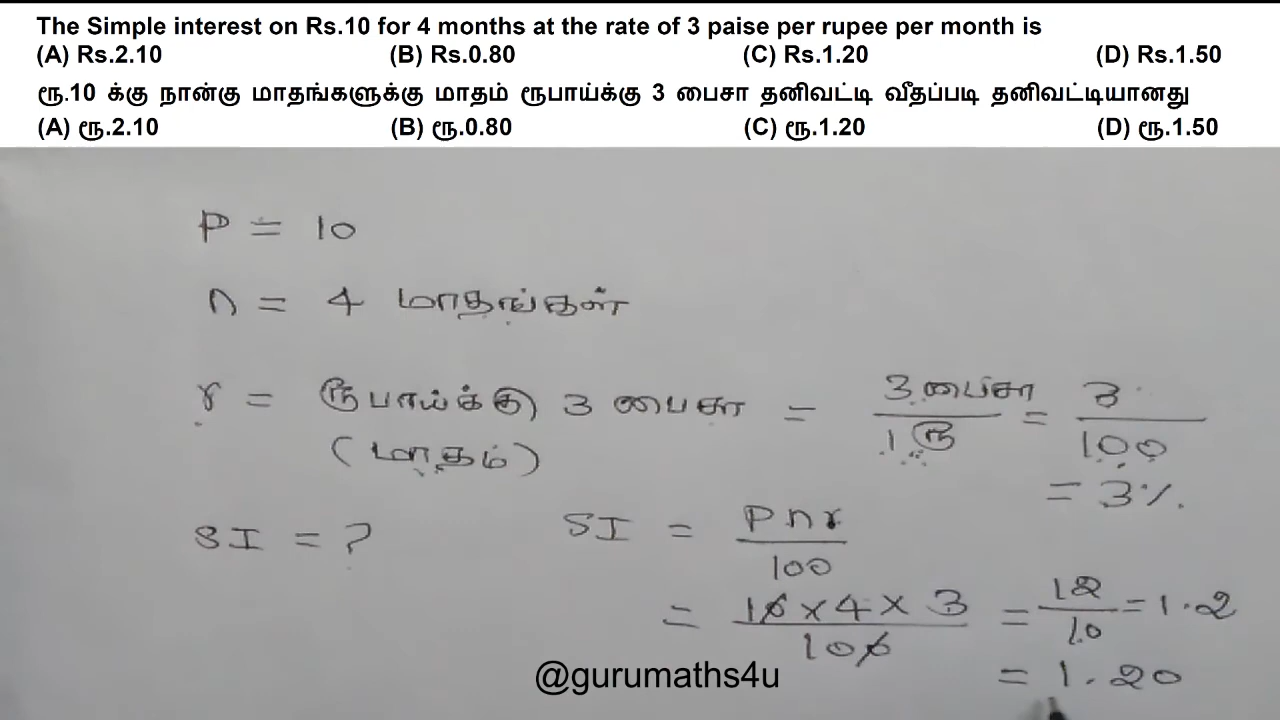 The Simple interest on Rs.10 for 4 months at the rate of 3 paise per rupee per month is
(A) Rs.2.10 (B) Rs.0.80 (C) Rs.1.20 (D) Rs.1.50
ரூ.10 க்கு நான்கு மாதங்களுக்கு மாதம் ரூபாய்க்கு 3 பைசா தனிவட்டி வீதப்படி தனிவட்டியானது
(A) ரூ.2.10 (B) ரூ.0.80 (C) ரூ.1.20 (D) ரூ.1.50
P = 10
n = 4 மாதங்கள்
r = ரூபாய்க்கு 3 பைசா = 3 பைசா / 1 ரூ = 3 / 100
(மாதம்) = 3%.
SI = ? SI = Pnr / 100
= 10 x 4 x 3 / 100 = 12 / 10 = 1.2
= 1.20
@gurumaths4u